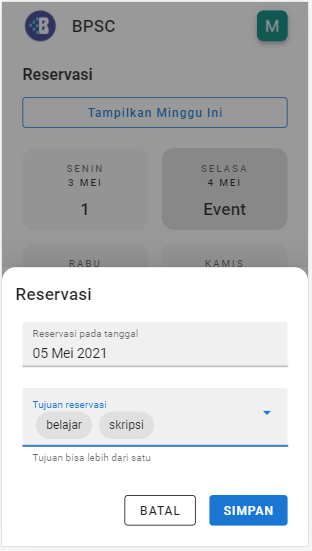 BPSC
M
Reservasi
Tampilkan Minggu Ini
SENIN
3 MEI
1
SELASA
4 MEI
Event
RABU
KAMIS
Reservasi
Reservasi pada tanggal
05 Mei 2021
Tujuan reservasi
belajar skripsi
Tujuan bisa lebih dari satu
BATAL SIMPAN